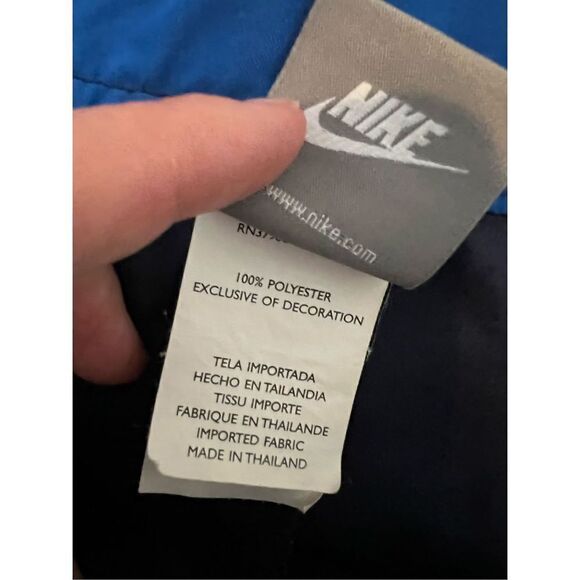 NIKE
www.nike.com
100% POLYESTER
EXCLUSIVE OF DECORATION
TELA IMPORTADA
HECHO EN TAILANDIA
TISSU IMPORTE
FABRIQUE EN THAILANDE
IMPORTED FABRIC
MADE IN THAILAND